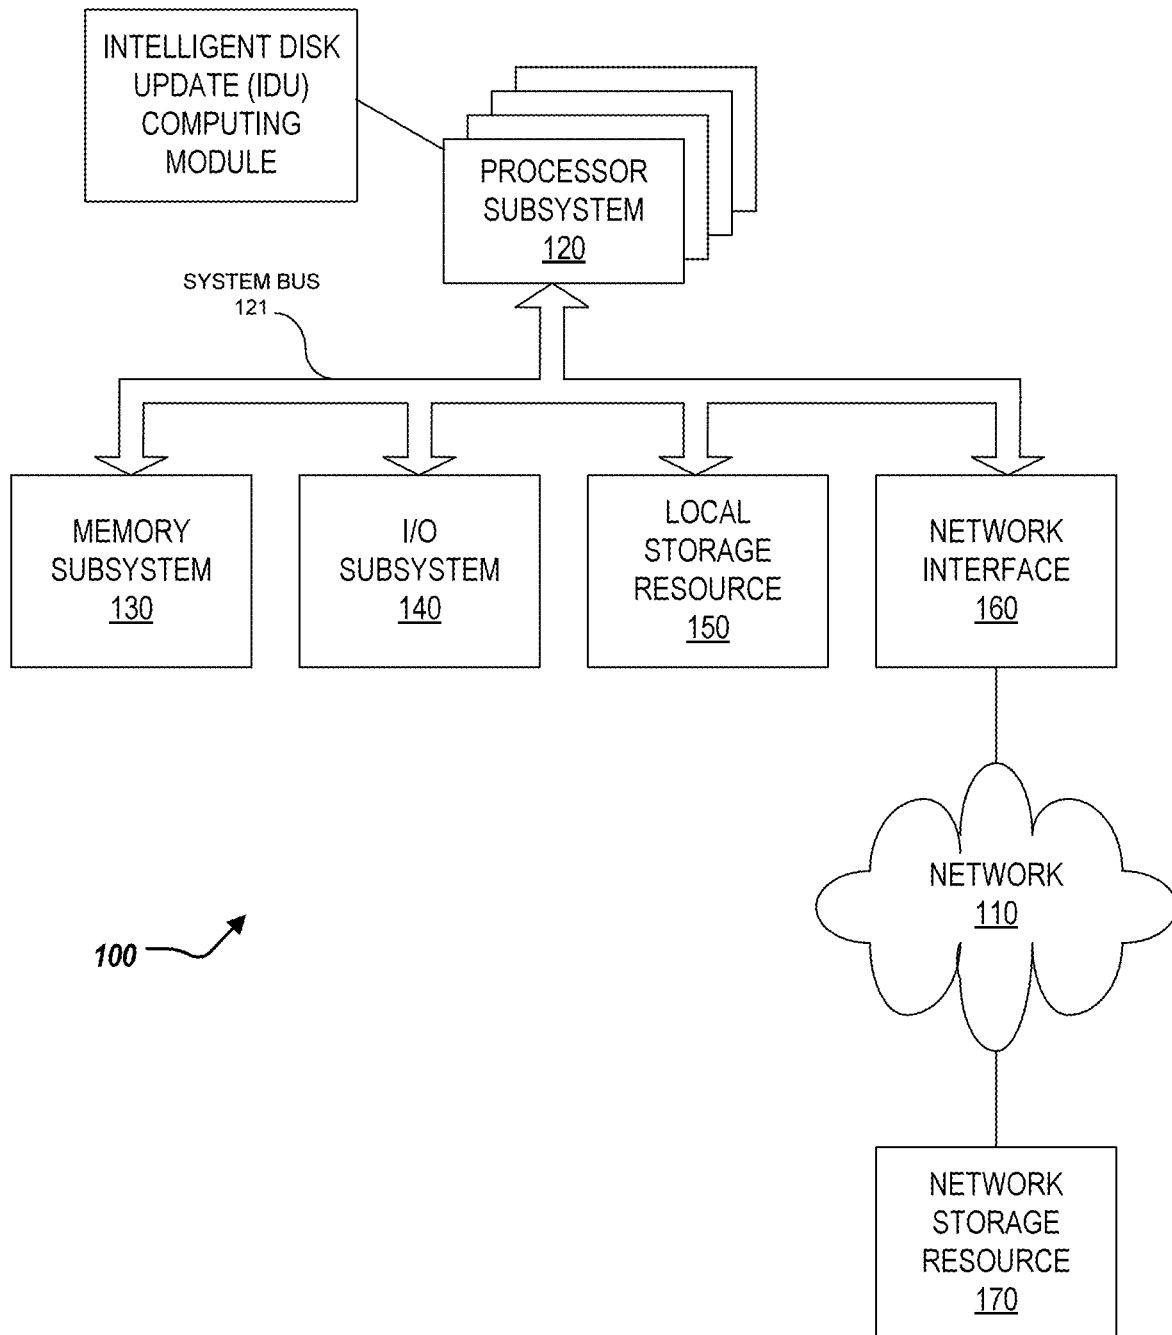 INTELLIGENT DISK
UPDATE (IDU)
COMPUTING
MODULE
PROCESSOR
SUBSYSTEM
120
SYSTEM BUS
121
MEMORY
SUBSYSTEM
130
I/O
SUBSYSTEM
140
LOCAL
STORAGE
RESOURCE
150
NETWORK
INTERFACE
160
NETWORK
110
100
NETWORK
STORAGE
RESOURCE
170